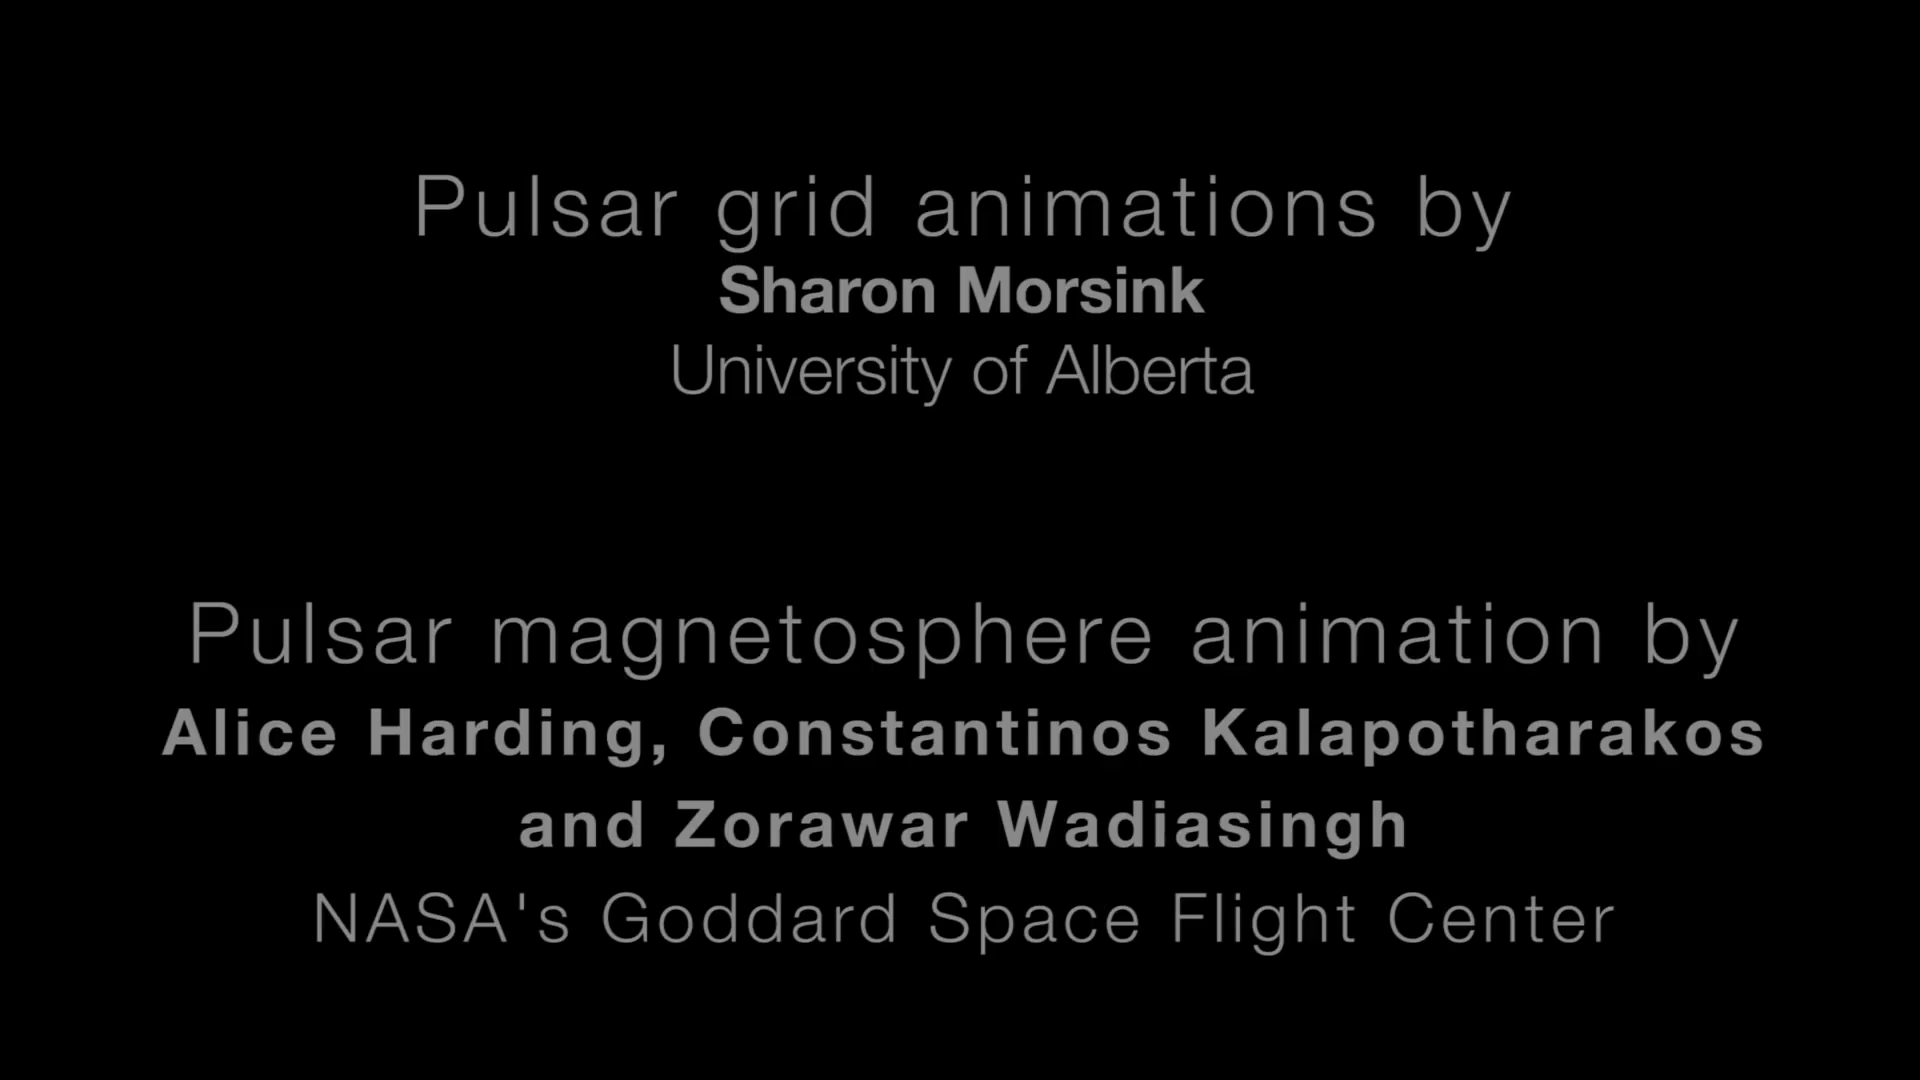 Pulsar grid animations by
Sharon Morsink
University of Alberta
Pulsar magnetosphere animation by
Alice Harding, Constantinos Kalapotharakos
and Zorawar Wadiasingh
NASA's Goddard Space Flight Center